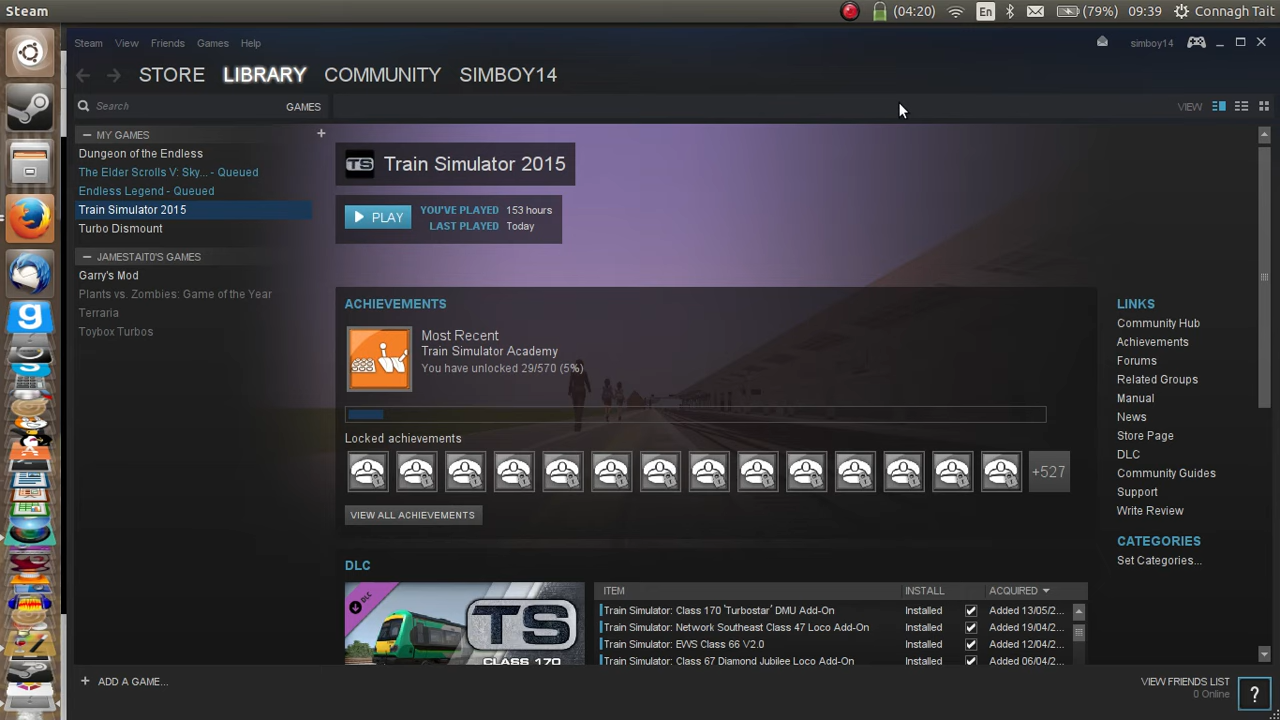 Steam
(04:20)
En
(79%)
09:39
Connagh Tait
Steam View Friends Games Help
simboy14
STORE LIBRARY COMMUNITY SIMBOY14
Search
GAMES
VIEW
MY GAMES
Dungeon of the Endless
The Elder Scrolls V: Sky... - Queued
Endless Legend - Queued
Train Simulator 2015
Turbo Dismount
JAMESTAIT0'S GAMES
Garry's Mod
Plants vs. Zombies: Game of the Year
Terraria
Toybox Turbos
TS Train Simulator 2015
PLAY
YOU'VE PLAYED 153 hours
LAST PLAYED Today
ACHIEVEMENTS
Most Recent
Train Simulator Academy
You have unlocked 29/570 (5%)
Locked achievements
+527
VIEW ALL ACHIEVEMENTS
DLC
DLC
TS
CLASS 170
ITEM INSTALL ACQUIRED
Train Simulator: Class 170 'Turbostar' DMU Add-On Installed Added 13/05/2...
Train Simulator: Network Southeast Class 47 Loco Add-On Installed Added 19/04/2...
Train Simulator: EWS Class 66 V2.0 Installed Added 12/04/2...
Train Simulator: Class 67 Diamond Jubilee Loco Add-On Installed Added 06/04/2...
LINKS
Community Hub
Achievements
Forums
Related Groups
Manual
News
Store Page
DLC
Community Guides
Support
Write Review
CATEGORIES
Set Categories...
+ ADD A GAME...
VIEW FRIENDS LIST
0 Online
?